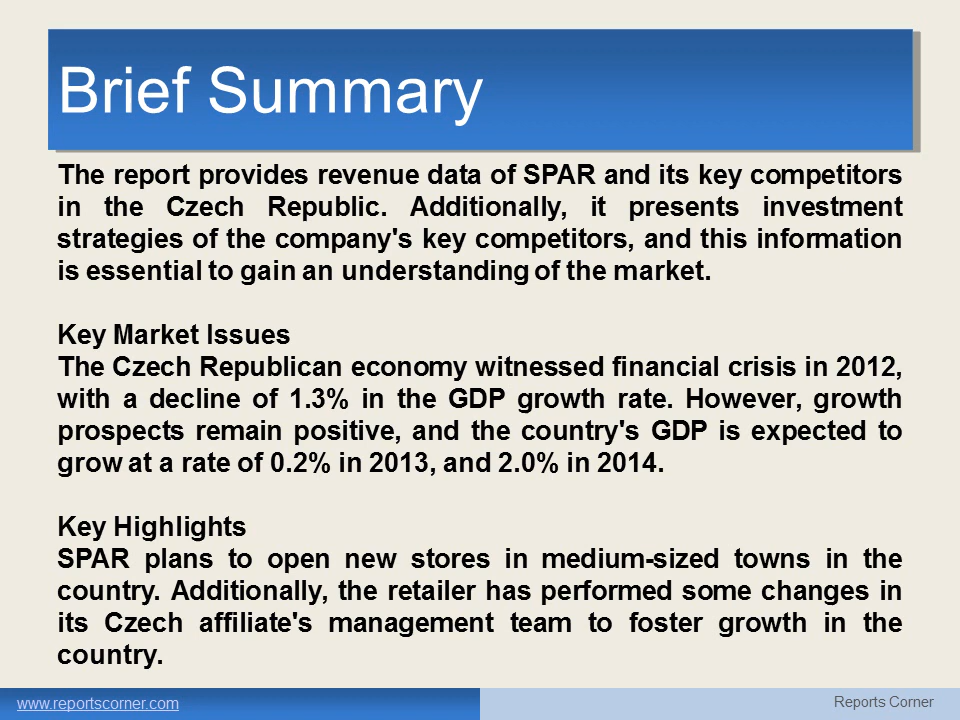 Brief Summary
The report provides revenue data of SPAR and its key competitors
in the Czech Republic. Additionally, it presents investment
strategies of the company's key competitors, and this information
is essential to gain an understanding of the market.
Key Market Issues
The Czech Republican economy witnessed financial crisis in 2012,
with a decline of 1.3% in the GDP growth rate. However, growth
prospects remain positive, and the country's GDP is expected to
grow at a rate of 0.2% in 2013, and 2.0% in 2014.
Key Highlights
SPAR plans to open new stores in medium-sized towns in the
country. Additionally, the retailer has performed some changes in
its Czech affiliate's management team to foster growth in the
country.
www.reportscorner.com
Reports Corner